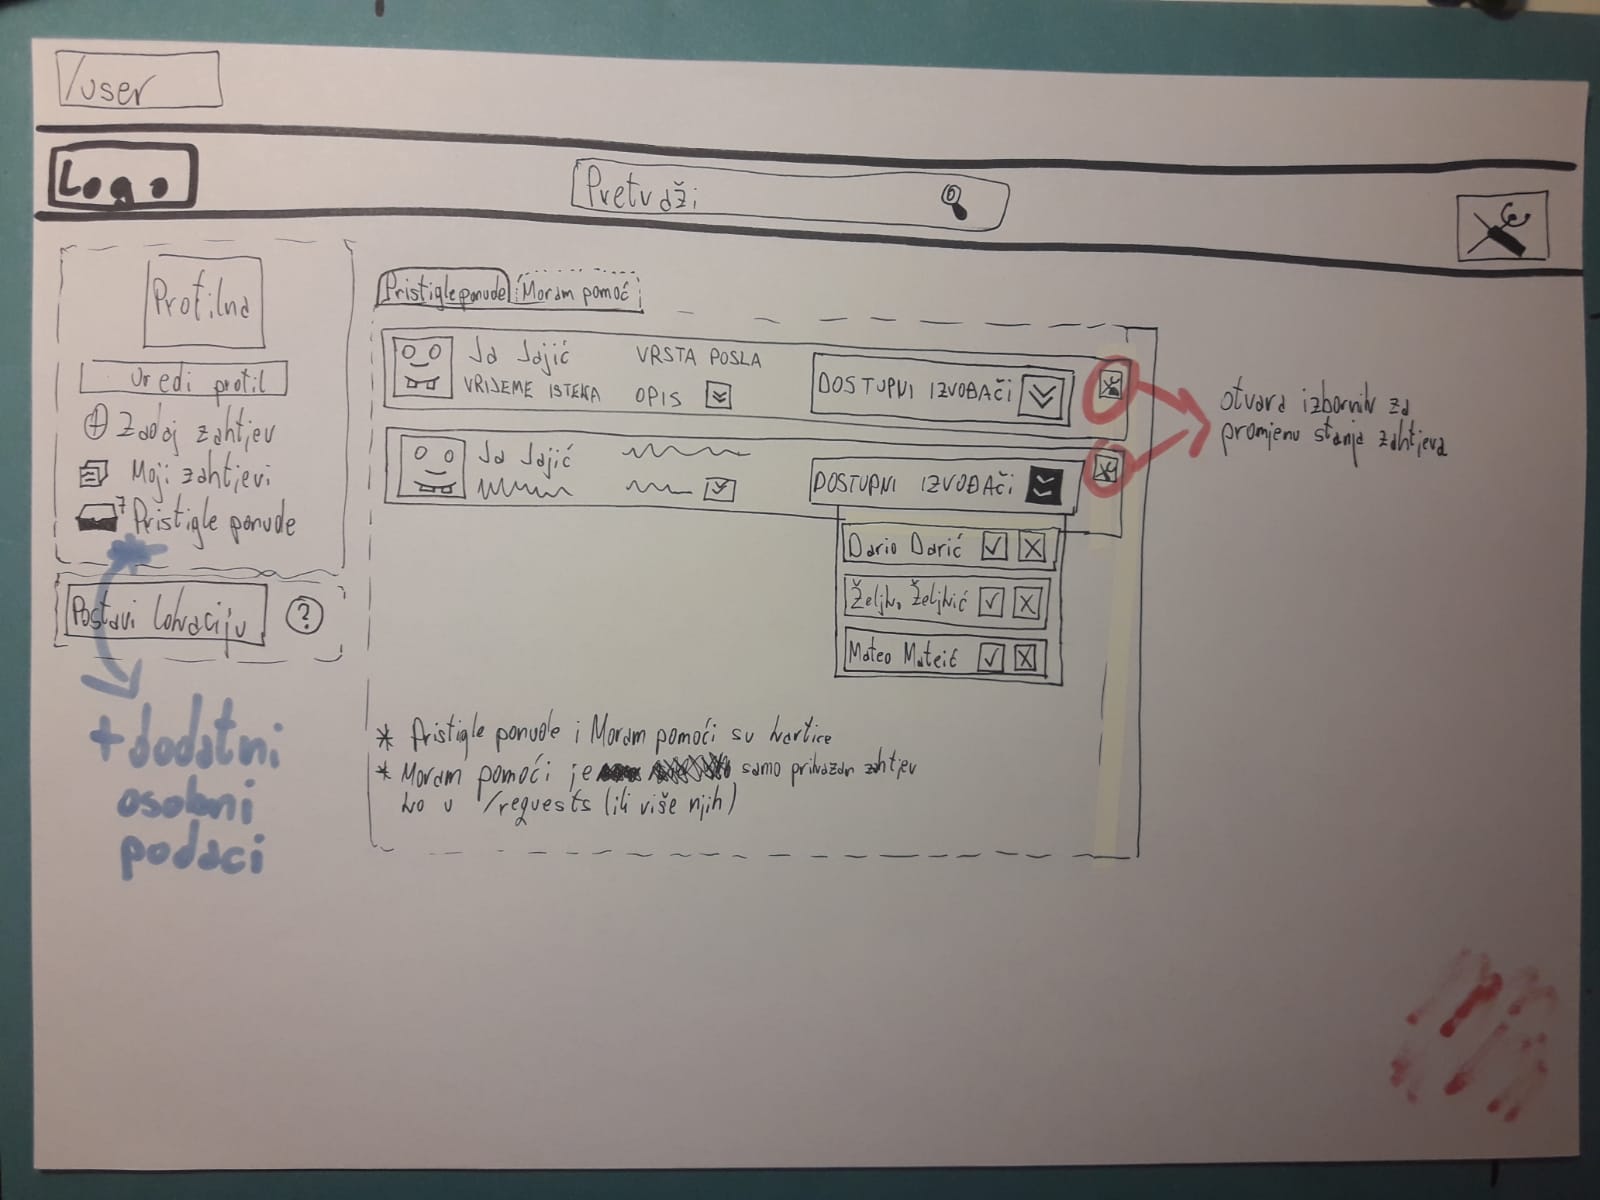 /user
Logo
Pretraži
Profilna
Uredi profil
+ Zadaj zahtjev
Moji zahtjevi
7 Pristigle ponude
Postavi lokaciju ?
+ dodatni
osobni
podaci
Pristigle ponude Moram pomoć
Ja Jajić VRSTA POSLA
VRIJEME ISTEKA OPIS
DOSTUPNI IZVOĐAČI
Ja Jajić
DOSTUPNI IZVOĐAČI
Dario Darić
Željko Željkić
Mateo Mateić
otvara izbornik za
promjenu stanja zahtjeva
* Pristigle ponude i Moram pomoći su kartice
* Moram pomoći je samo prikazan zahtjev
ko u /requests (ili više njih)